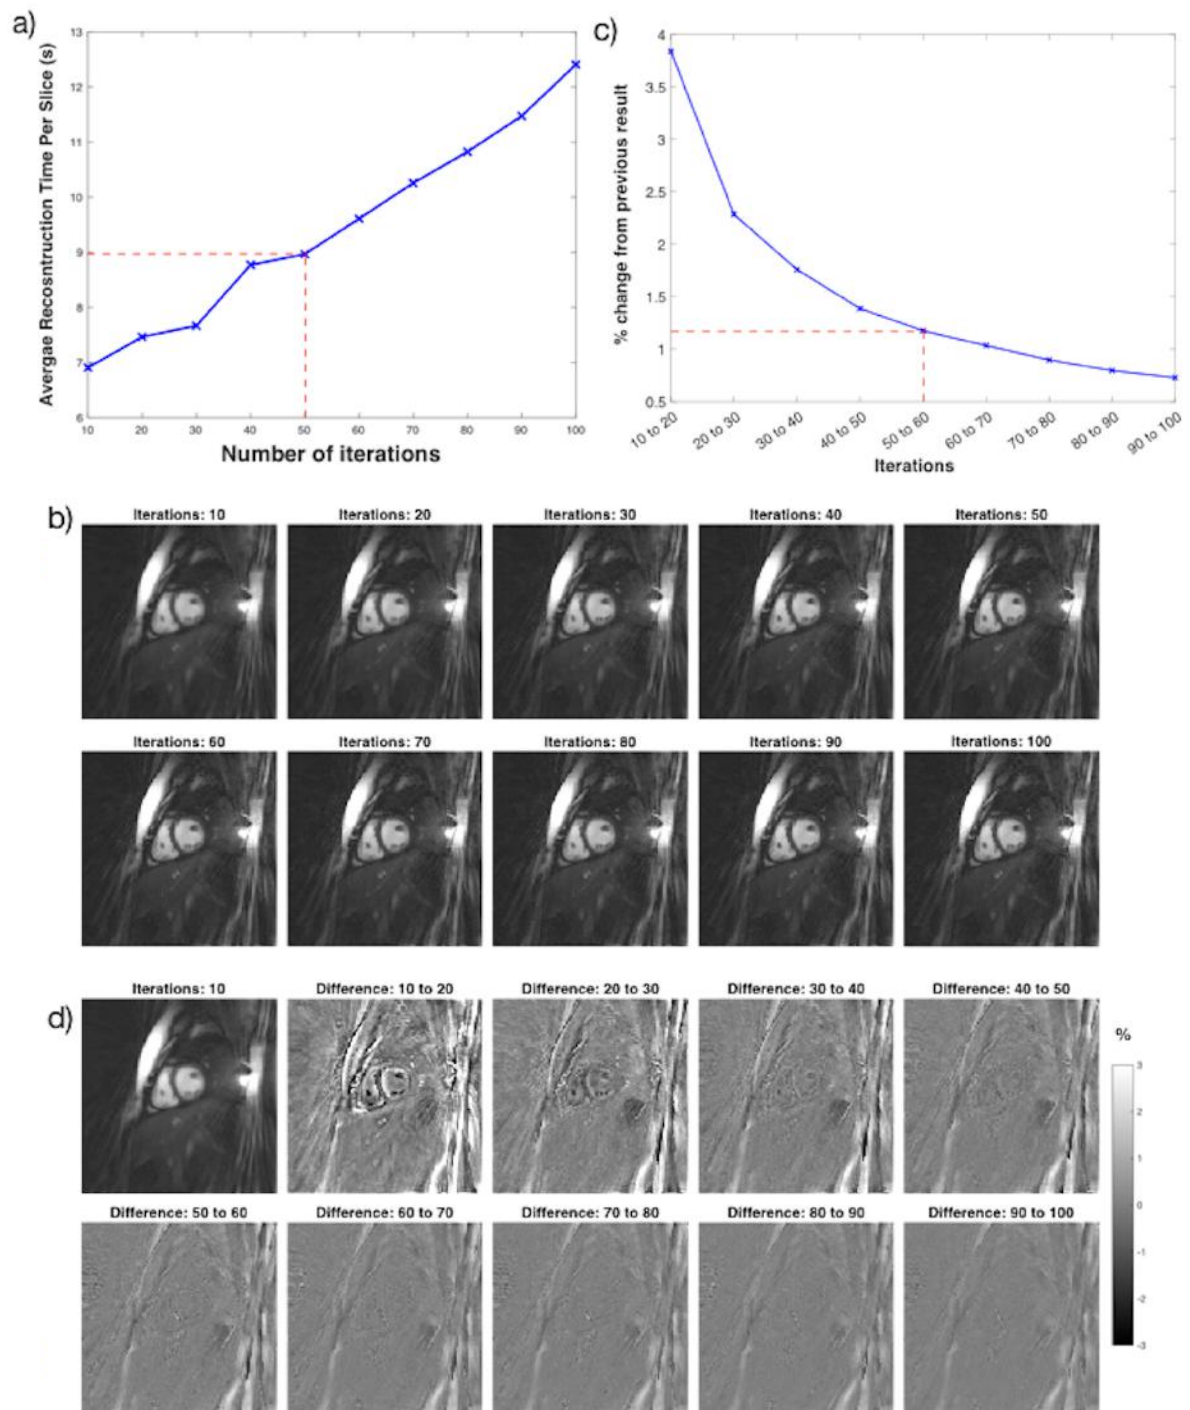 a)
Avergae Recosntruction Time Per Slice (s)
13
12
11
10
9
8
7
6
10 20 30 40 50 60 70 80 90 100
Number of iterations
c)
% change from previous result
4
3.5
3
2.5
2
1.5
1
0.5
10 to 20 20 to 30 30 to 40 40 to 50 50 to 60 60 to 70 70 to 80 80 to 90 90 to 100
Iterations
b)
Iterations: 10 Iterations: 20 Iterations: 30 Iterations: 40 Iterations: 50
Iterations: 60 Iterations: 70 Iterations: 80 Iterations: 90 Iterations: 100
d)
Iterations: 10 Difference: 10 to 20 Difference: 20 to 30 Difference: 30 to 40 Difference: 40 to 50
Difference: 50 to 60 Difference: 60 to 70 Difference: 70 to 80 Difference: 80 to 90 Difference: 90 to 100
%
3
2
1
0
-1
-2
-3